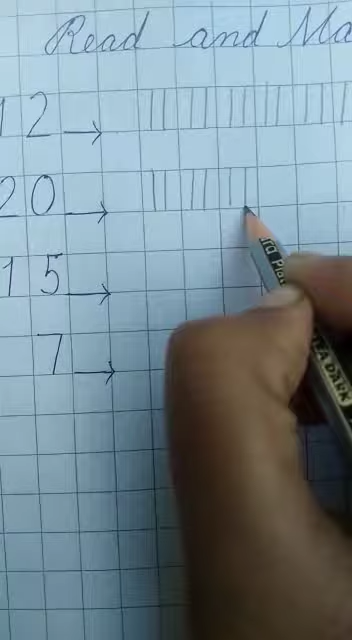 Read and Ma
12 →
20 →
15 →
7 →